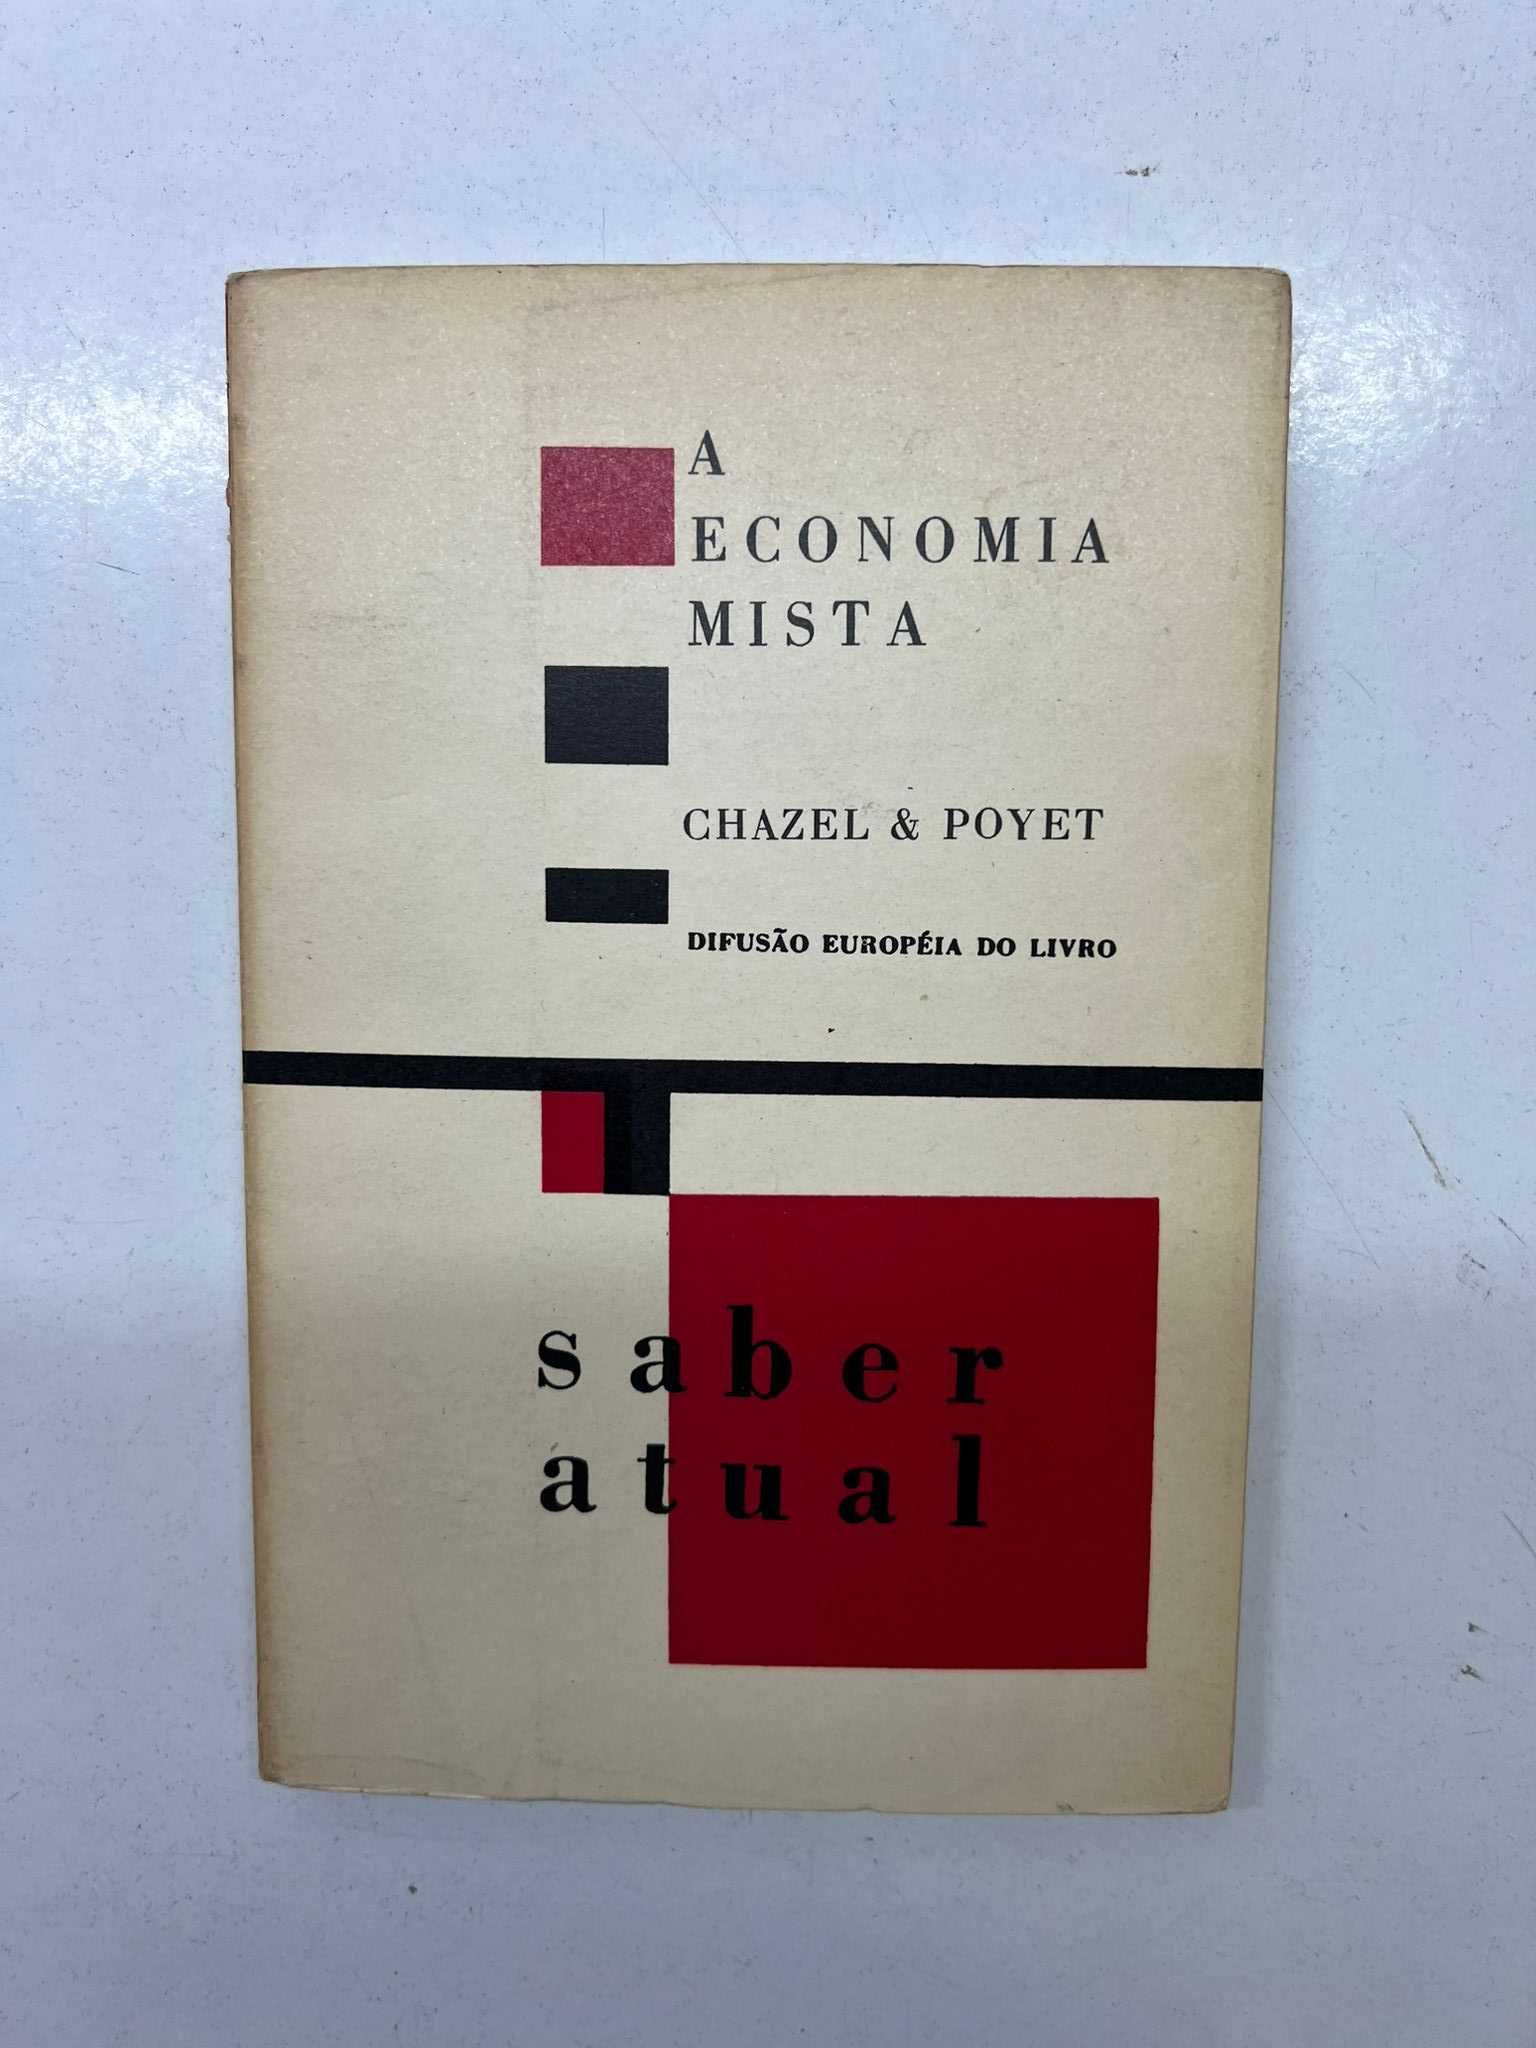 A
ECONOMIA
MISTA
CHAZEL & POYET
DIFUSÃO EUROPÉIA DO LIVRO
saber
atual